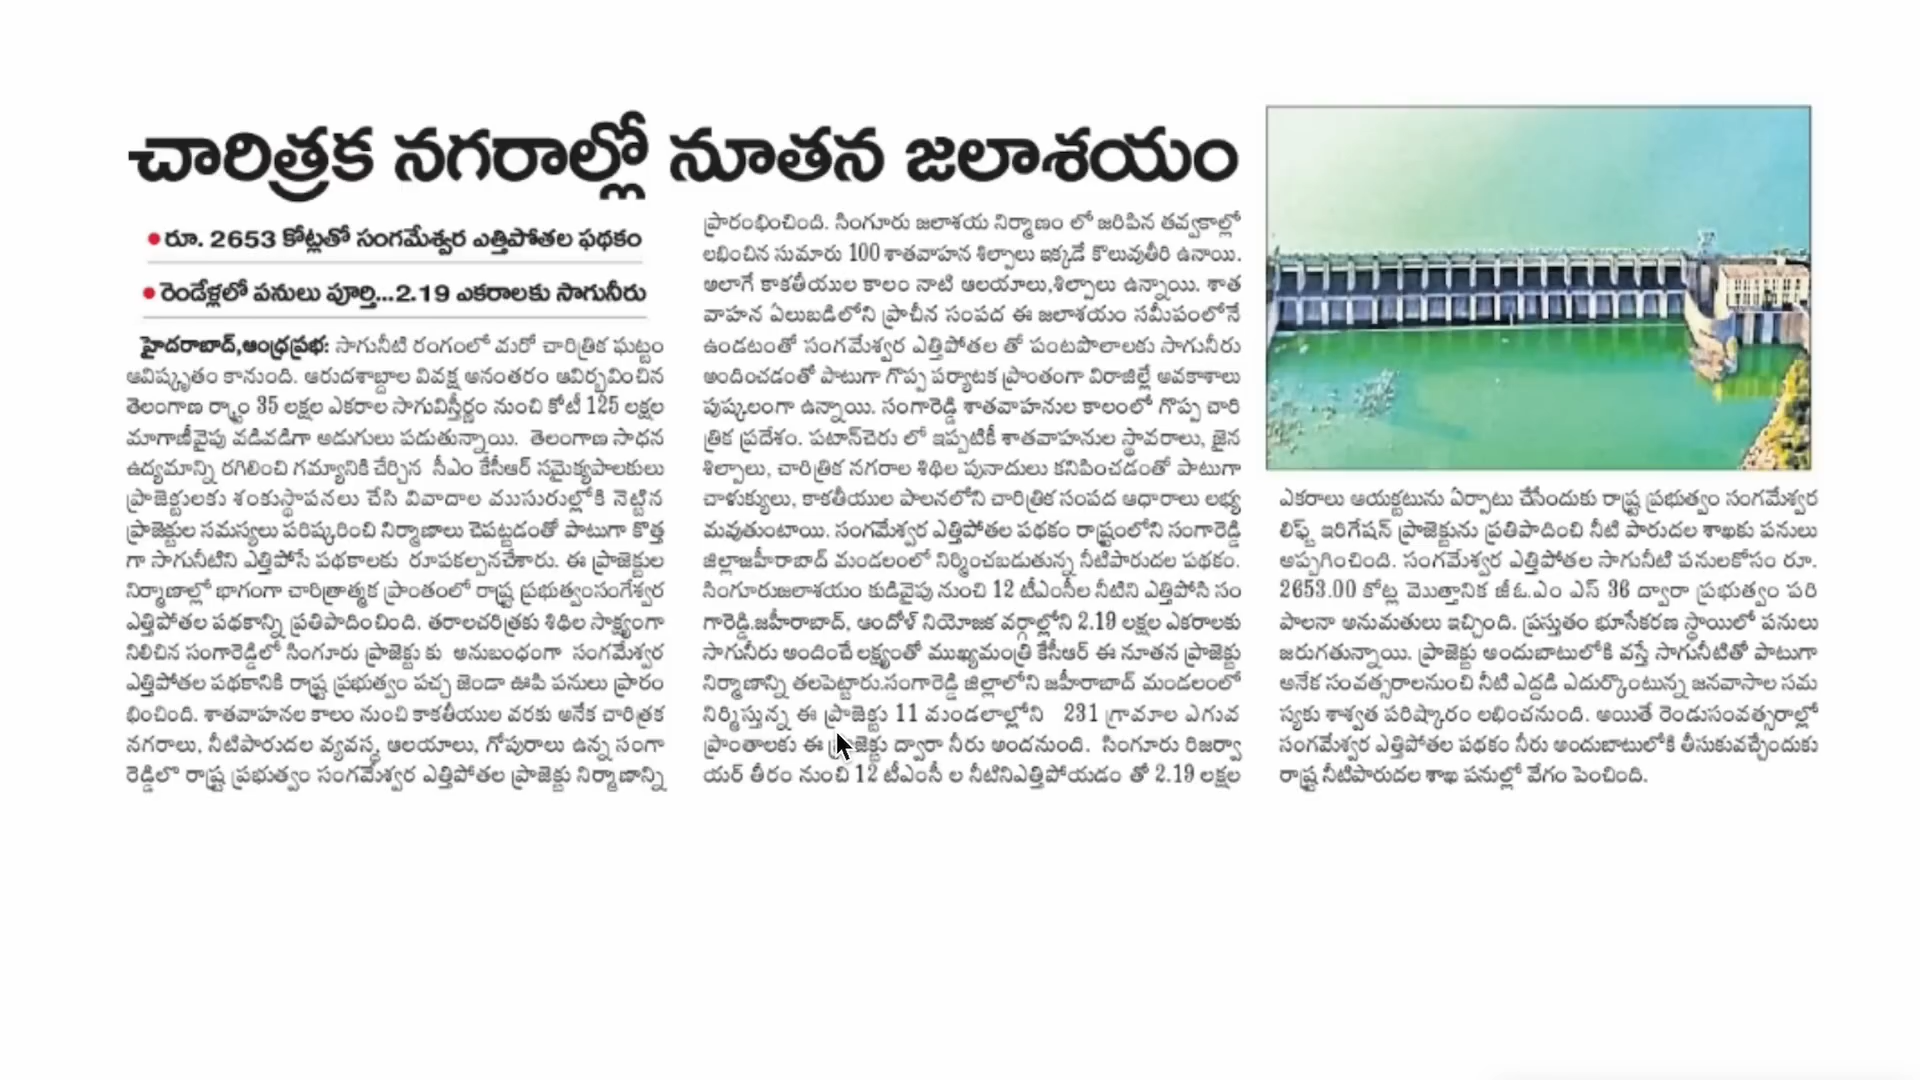 చారిత్రక నగరాల్లో నూతన జలాశయం
రూ. 2653 కోట్లతో సంగమేశ్వర ఎత్తిపోతల ఫథకం
రెండేళ్లలో పనులు పూర్తి...2.19 ఎకరాలకు సాగునీరు
హైదరాబాద్,ఆంధ్రప్రభ: సాగునీటి రంగంలో మరో చారిత్రిక ఘట్టం
ఆవిష్కృతం కానుంది. ఆరుదశాబ్దాల వివక్ష అనంతరం ఆవిర్భవించిన
తెలంగాణ రాష్ట్రం 35 లక్షల ఎకరాల సాగువిస్తీర్ణం నుంచి కోటీ 125 లక్షల
మాగాణీవైపు వడివడిగా అడుగులు పడుతున్నాయి. తెలంగాణ సాధన
ఉద్యమాన్ని రగిలించి గమ్యానికి చేర్చిన సీఎం కేసీఆర్ సమైక్యపాలకులు
ప్రాజెక్టులకు శంకుస్థాపనలు చేసి వివాదాల ముసురుల్లోకి నెట్టిన
ప్రాజెక్టుల సమస్యలు పరిష్కరించి నిర్మాణాలు చెపట్టడంతో పాటుగా కొత్త
గా సాగునీటిని ఎత్తిపోసే పథకాలకు రూపకల్పనచేశారు. ఈ ప్రాజెక్టుల
నిర్మాణాల్లో భాగంగా చారిత్రాత్మక ప్రాంతంలో రాష్ట్ర ప్రభుత్వంసంగేశ్వర
ఎత్తిపోతల పథకాన్ని ప్రతిపాదించింది. తరాలచరిత్రకు శిథిల సాక్ష్యంగా
నిలిచిన సంగారెడ్డిలో సింగూరు ప్రాజెక్టు కు అనుబంధంగా సంగమేశ్వర
ఎత్తిపోతల పథకానికి రాష్ట్ర ప్రభుత్వం పచ్చ జెండా ఊపి పనులు ప్రారం
భించింది. శాతవాహనల కాలం నుంచి కాకతీయుల వరకు అనేక చారిత్రక
నగరాలు, నీటిపారుదల వ్యవస్థ ఆలయాలు, గోపురాలు ఉన్న సంగా
రెడ్డిలొ రాష్ట్ర ప్రభుత్వం సంగమేశ్వర ఎత్తిపోతల ప్రాజెక్టు నిర్మాణాన్ని
ప్రారంభించింది. సింగూరు జలాశయ నిర్మాణం లో జరిపిన తవ్వకాల్లో
లభించిన సుమారు 100 శాతవాహన శిల్పాలు ఇక్కడే కొలువుతీరి ఉనాయి.
అలాగే కాకతీయుల కాలం నాటి ఆలయాలు,శిల్పాలు ఉన్నాయి. శాత
వాహన ఏలుబడిలోని ప్రాచీన సంపద ఈ జలాశయం సమీపంలోనే
ఉండటంతో సంగమేశ్వర ఎత్తిపోతల తో పంటపొలాలకు సాగునీరు
అందించడంతో పాటుగా గొప్ప పర్యాటక ప్రాంతంగా విరాజిల్లే అవకాశాలు
పుష్కలంగా ఉన్నాయి. సంగారెడ్డి శాతవాహనుల కాలంలో గొప్ప చారి
త్రిక ప్రదేశం. పటాన్‌చెరు లో ఇప్పటికీ శాతవాహనుల స్థావరాలు, జైన
శిల్పాలు, చారిత్రిక నగరాల శిథిల పునాదులు కనిపించడంతో పాటుగా
చాళుక్యులు, కాకతీయుల పాలనలోని చారిత్రక సంపద ఆధారాలు లభ్య
మవుతుంటాయి. సంగమేశ్వర ఎత్తిపోతల పథకం రాష్ట్రంలోని సంగారెడ్డి
జిల్లాజహీరాబాద్ మండలంలో నిర్మించబడుతున్న నీటిపారుదల పథకం.
సింగూరుజలాశయం కుడివైపు నుంచి 12 టీఎంసీల నీటిని ఎత్తిపోసి సం
గారెడ్డి.జహీరాబాద్, ఆందోళ్ నియోజక వర్గాల్లోని 2.19 లక్షల ఎకరాలకు
సాగునీరు అందించే లక్ష్యంతో ముఖ్యమంత్రి కేసీఆర్ ఈ నూతన ప్రాజెక్టు
నిర్మాణాన్ని తలపెట్టారు.సంగారెడ్డి జిల్లాలోని జహీరాబాద్ మండలంలో
నిర్మిస్తున్న ఈ ప్రాజెక్టు 11 మండలాల్లోని 231 గ్రామాల ఎగువ
ప్రాంతాలకు ఈ ప్రాజెక్టు ద్వారా నీరు అందనుంది. సింగూరు రిజర్వా
యర్ తీరం నుంచి 12 టీఎంసీ ల నీటినిఎత్తిపోయడం తో 2.19 లక్షల
ఎకరాలు ఆయకట్టును ఏర్పాటు చేసేందుకు రాష్ట్ర ప్రభుత్వం సంగమేశ్వర
లిఫ్ట్ ఇరిగేషన్ ప్రాజెక్టును ప్రతిపాదించి నీటి పారుదల శాఖకు పనులు
అప్పగించింది. సంగమేశ్వర ఎత్తిపోతల సాగునీటి పనులకోసం రూ.
2653.00 కోట్ల మొత్తానిక జీఓ.ఎం ఎస్ 36 ద్వారా ప్రభుత్వం పరి
పాలనా అనుమతులు ఇచ్చింది. ప్రస్తుతం భూసేకరణ స్థాయిలో పనులు
జరుగతున్నాయి. ప్రాజెక్టు అందుబాటులోకి వస్తే సాగునీటితో పాటుగా
అనేక సంవత్సరాలనుంచి నీటి ఎద్దడి ఎదుర్కొంటున్న జనవాసాల సమ
స్యకు శాశ్వత పరిష్కారం లభించనుంది. అయితే రెండుసంవత్సరాల్లో
సంగమేశ్వర ఎత్తిపోతల పథకం నీరు అందుబాటులోకి తీసుకువచ్చేందుకు
రాష్ట్ర నీటిపారుదల శాఖ పనుల్లో వేగం పెంచింది.